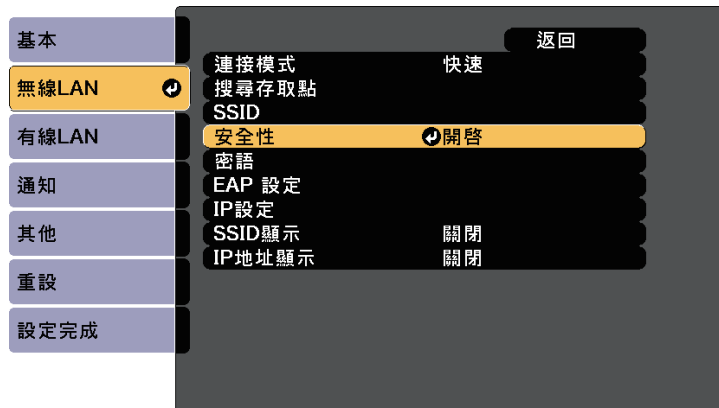 基本
無線LAN
有線LAN
通知
其他
重設
設定完成
返回
連接模式 快速
搜尋存取點
SSID
安全性 開啓
密語
EAP 設定
IP設定
SSID顯示 關閉
IP地址顯示 關閉